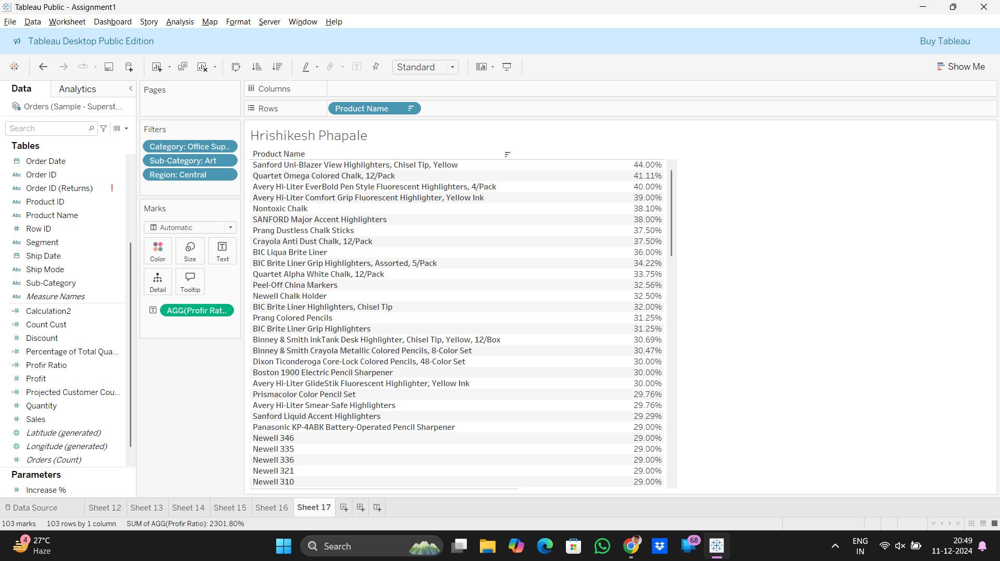 Tableau Public - Assignment1
File Data Worksheet Dashboard Story Analysis Map Format Server Window Help
Tableau Desktop Public Edition
Buy Tableau
Standard
Show Me
Data
Analytics
Orders (Sample - Superst...
Search
Tables
Order Date
Abc Order ID
Abc Order ID (Returns) !
Abc Product ID
Abc Product Name
# Row ID
Abc Segment
Ship Date
Abc Ship Mode
Abc Sub-Category
Abc Measure Names
=# Calculation2
=# Count Cust
# Discount
=# Percentage of Total Qua...
=# Profir Ratio
# Profit
=# Projected Customer Cou...
# Quantity
# Sales
Latitude (generated)
Longitude (generated)
# Orders (Count)
Parameters
# Increase %
Pages
Filters
Category: Office Sup..
Sub-Category: Art
Region: Central
Marks
T Automatic
Color
Size
T Text
Detail
Tooltip
T AGG(Profir Rat..
Columns
Rows
Product Name
Hrishikesh Phapale
Product Name
Sanford Uni-Blazer View Highlighters, Chisel Tip, Yellow 44.00%
Quartet Omega Colored Chalk, 12/Pack 41.11%
Avery Hi-Liter EverBold Pen Style Fluorescent Highlighters, 4/Pack 40.00%
Avery Hi-Liter Comfort Grip Fluorescent Highlighter, Yellow Ink 39.00%
Nontoxic Chalk 38.10%
SANFORD Major Accent Highlighters 38.00%
Prang Dustless Chalk Sticks 37.50%
Crayola Anti Dust Chalk, 12/Pack 37.50%
BIC Liqua Brite Liner 36.00%
BIC Brite Liner Grip Highlighters, Assorted, 5/Pack 34.22%
Quartet Alpha White Chalk, 12/Pack 33.75%
Peel-Off China Markers 32.56%
Newell Chalk Holder 32.50%
BIC Brite Liner Highlighters, Chisel Tip 32.00%
Prang Colored Pencils 31.25%
BIC Brite Liner Grip Highlighters 31.25%
Binney & Smith inkTank Desk Highlighter, Chisel Tip, Yellow, 12/Box 30.69%
Binney & Smith Crayola Metallic Colored Pencils, 8-Color Set 30.47%
Dixon Ticonderoga Core-Lock Colored Pencils, 48-Color Set 30.00%
Boston 1900 Electric Pencil Sharpener 30.00%
Avery Hi-Liter GlideStik Fluorescent Highlighter, Yellow Ink 30.00%
Prismacolor Color Pencil Set 29.76%
Avery Hi-Liter Smear-Safe Highlighters 29.76%
Sanford Liquid Accent Highlighters 29.29%
Panasonic KP-4ABK Battery-Operated Pencil Sharpener 29.00%
Newell 346 29.00%
Newell 335 29.00%
Newell 336 29.00%
Newell 321 29.00%
Newell 310 29.00%
Data Source Sheet 12 Sheet 13 Sheet 14 Sheet 15 Sheet 16 Sheet 17
103 marks 103 rows by 1 column SUM of AGG(Profir Ratio): 2301.80%
4
27°C
Haze
Search
68
ENG
IN
20:49
11-12-2024